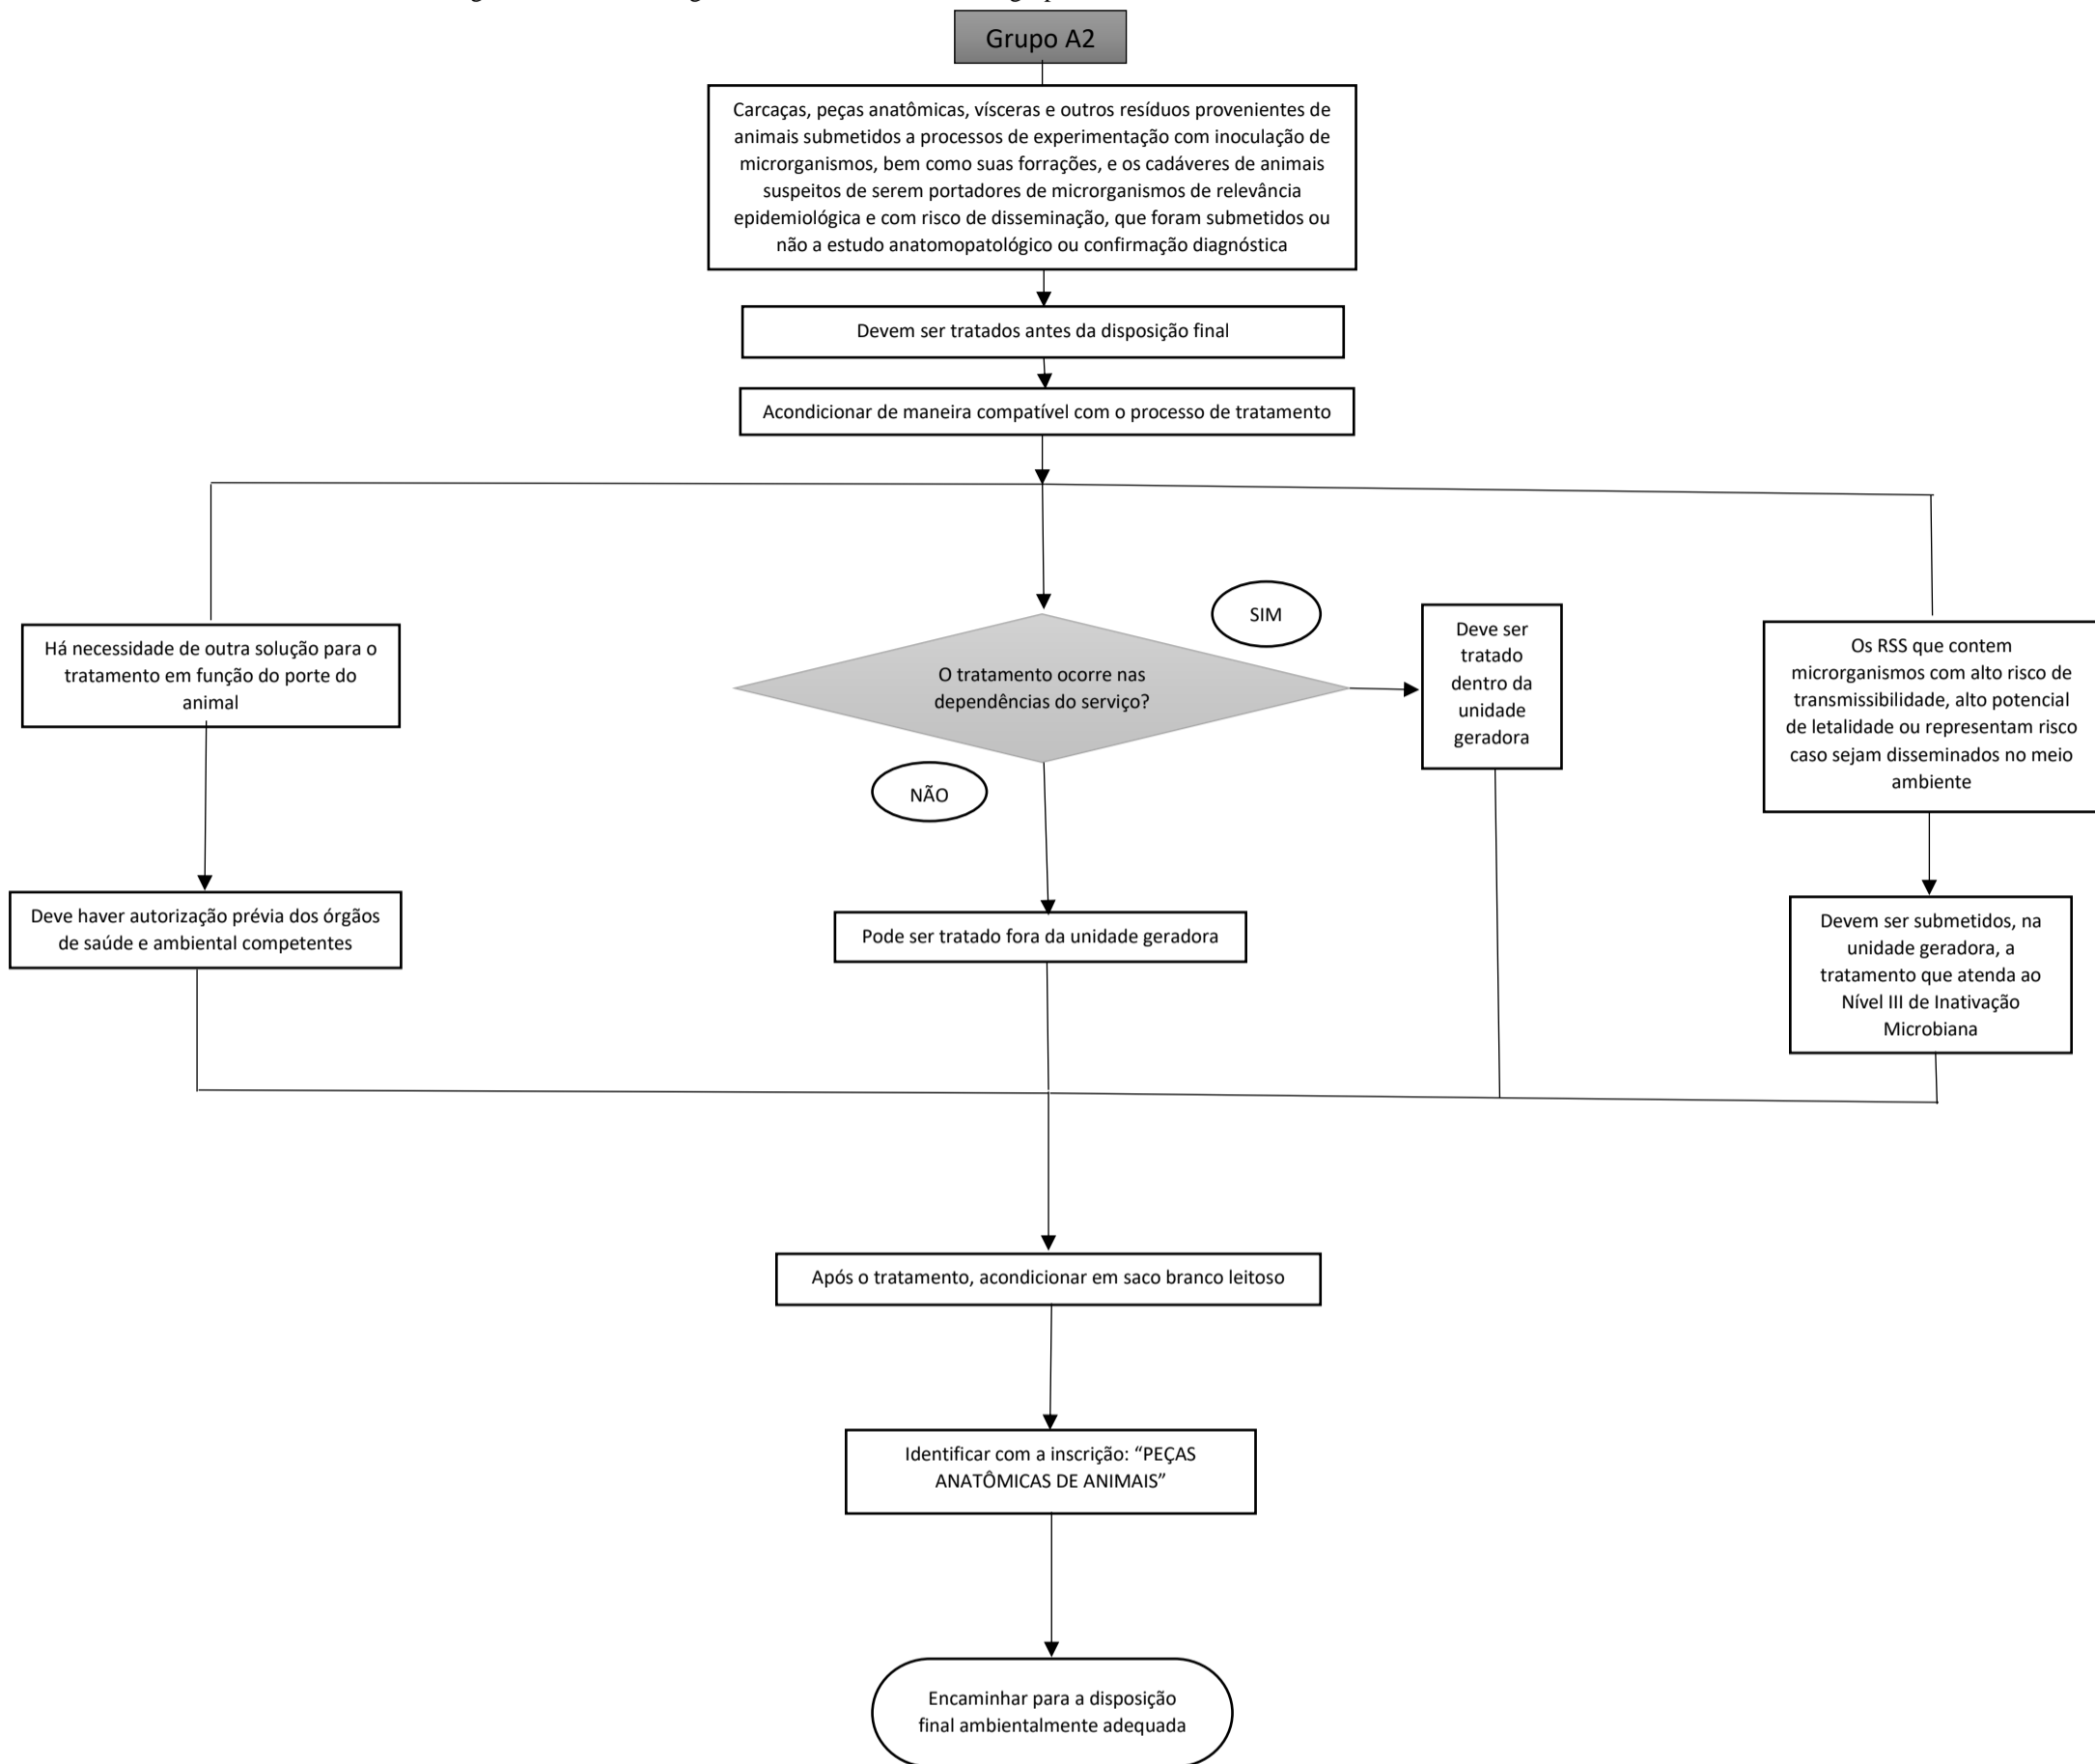 Grupo A2
Carcaças, peças anatômicas, vísceras e outros resíduos provenientes de
animais submetidos a processos de experimentação com inoculação de
microrganismos, bem como suas forrações, e os cadáveres de animais
suspeitos de serem portadores de microrganismos de relevância
epidemiológica e com risco de disseminação, que foram submetidos ou
não a estudo anatomopatológico ou confirmação diagnóstica
Devem ser tratados antes da disposição final
Acondicionar de maneira compatível com o processo de tratamento
Há necessidade de outra solução para o
tratamento em função do porte do
animal
O tratamento ocorre nas
dependências do serviço?
SIM
Deve ser
tratado
dentro da
unidade
geradora
Os RSS que contem
microrganismos com alto risco de
transmissibilidade, alto potencial
de letalidade ou representam risco
caso sejam disseminados no meio
ambiente
NÃO
Deve haver autorização prévia dos órgãos
de saúde e ambiental competentes
Pode ser tratado fora da unidade geradora
Devem ser submetidos, na
unidade geradora, a
tratamento que atenda ao
Nível III de Inativação
Microbiana
Após o tratamento, acondicionar em saco branco leitoso
Identificar com a inscrição: “PEÇAS
ANATÔMICAS DE ANIMAIS”
Encaminhar para a disposição
final ambientalmente adequada